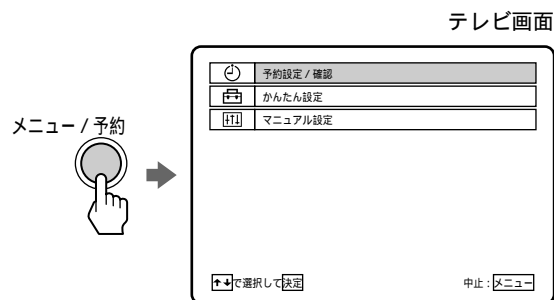 テレビ画面
メニュー / 予約
予約設定 / 確認
かんたん設定
マニュアル設定
↑↓で選択して決定
中止 : メニュー